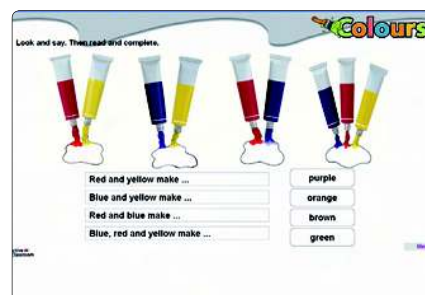 Colours
Look and say. Then read and complete.
Red and yellow make ...
Blue and yellow make ...
Red and blue make ...
Blue, red and yellow make ...
purple
orange
brown
green